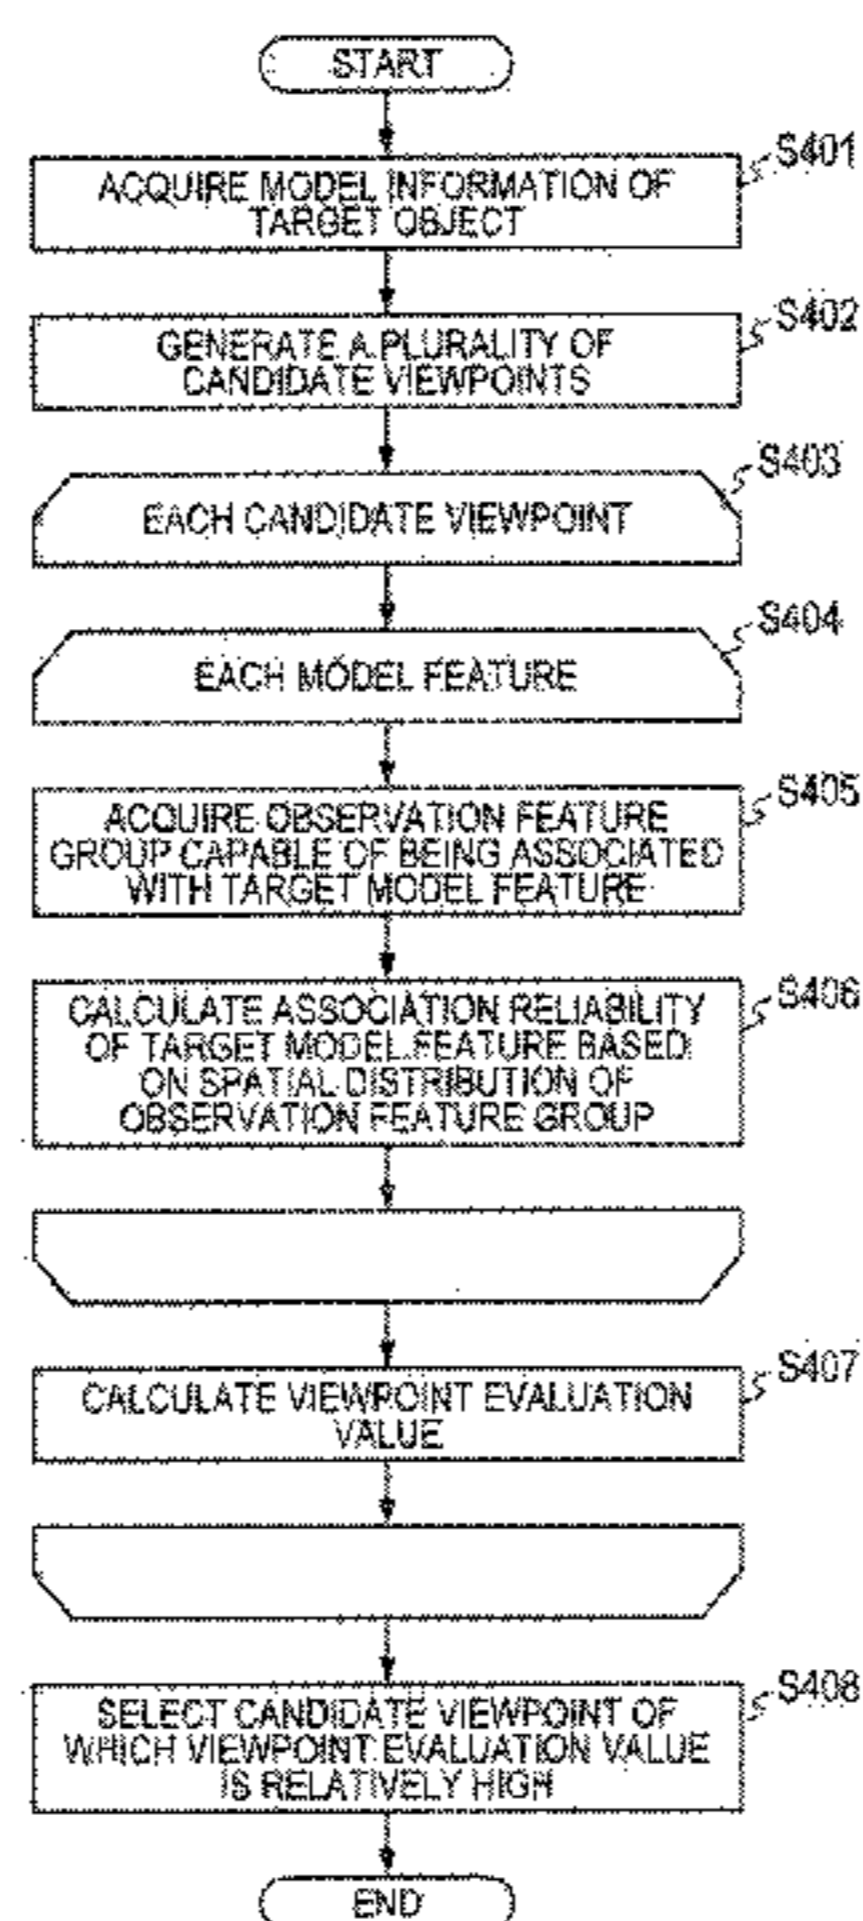 START
S401
ACQUIRE MODEL INFORMATION OF
TARGET OBJECT
S402
GENERATE A PLURALITY OF
CANDIDATE VIEWPOINTS
S403
EACH CANDIDATE VIEWPOINT
S404
EACH MODEL FEATURE
S405
ACQUIRE OBSERVATION FEATURE
GROUP CAPABLE OF BEING ASSOCIATED
WITH TARGET MODEL FEATURE
S406
CALCULATE ASSOCIATION RELIABILITY
OF TARGET MODEL FEATURE BASED
ON SPATIAL DISTRIBUTION OF
OBSERVATION FEATURE GROUP
S407
CALCULATE VIEWPOINT EVALUATION
VALUE
S408
SELECT CANDIDATE VIEWPOINT OF
WHICH VIEWPOINT EVALUATION VALUE
IS RELATIVELY HIGH
END